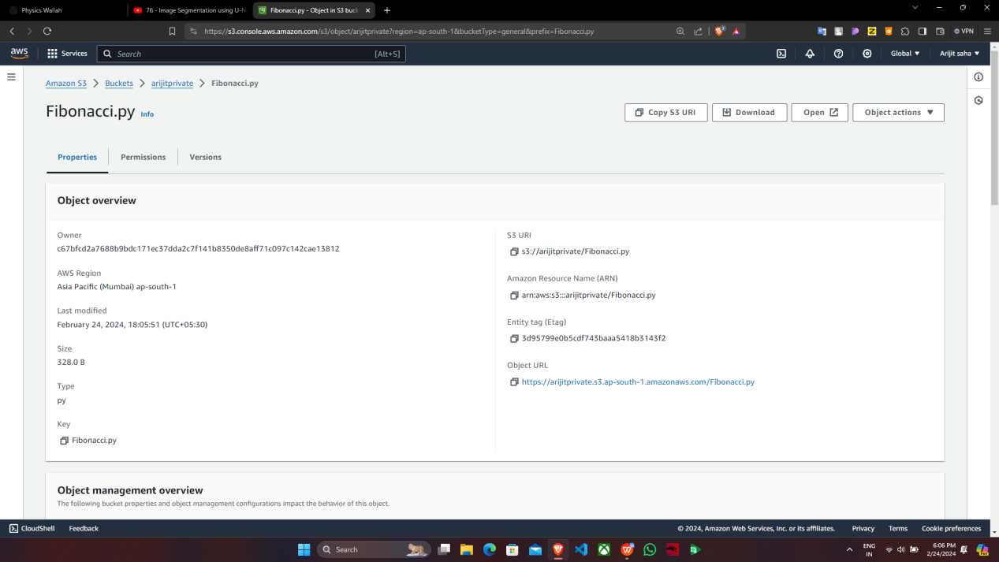 Physics Wallah
76 - Image Segmentation using U-N
Fibonacci.py - Object in S3 buck
https://s3.console.aws.amazon.com/s3/object/arijitprivate?region=ap-south-1&bucketType=general&prefix=Fibonacci.py
VPN
aws
Services
Search
[Alt+S]
Global
Arijit saha
Amazon S3 > Buckets > arijitprivate > Fibonacci.py
Fibonacci.py Info
Copy S3 URI
Download
Open
Object actions
Properties
Permissions
Versions
Object overview
Owner
c67bfcd2a7688b9bdc171ec37dda2c7f141b8350de8aff71c097c142cae13812
AWS Region
Asia Pacific (Mumbai) ap-south-1
Last modified
February 24, 2024, 18:05:51 (UTC+05:30)
Size
328.0 B
Type
py
Key
Fibonacci.py
S3 URI
s3://arijitprivate/Fibonacci.py
Amazon Resource Name (ARN)
arn:aws:s3:::arijitprivate/Fibonacci.py
Entity tag (Etag)
3d95799e0b5cdf743baaa5418b3143f2
Object URL
https://arijitprivate.s3.ap-south-1.amazonaws.com/Fibonacci.py
Object management overview
The following bucket properties and object management configurations impact the behavior of this object.
CloudShell
Feedback
© 2024, Amazon Web Services, Inc. or its affiliates.
Privacy
Terms
Cookie preferences
Search
ENG
IN
6:06 PM
2/24/2024